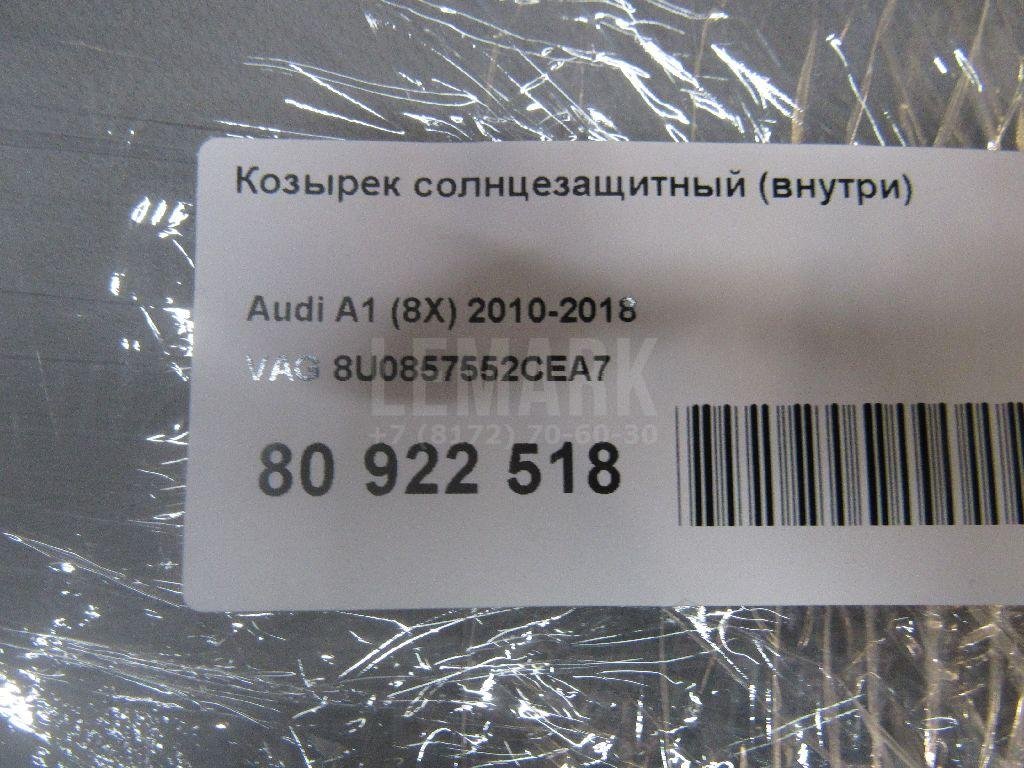 Козырек солнцезащитный (внутри)
Audi A1 (8X) 2010-2018
VAG 8U0857552CEA7
LEMARK
+7 (8172) 70-60-30
80 922 518